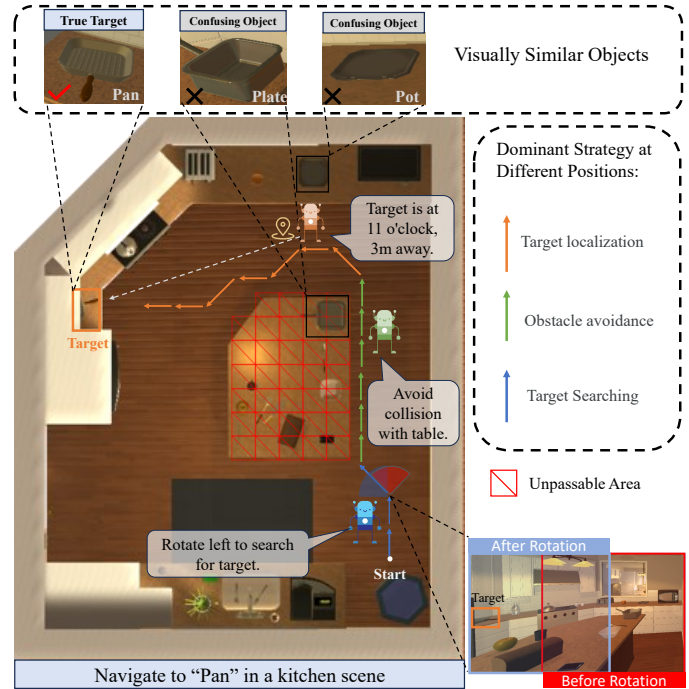 True Target
Confusing Object
Confusing Object
Pan
Plate
Pot
Visually Similar Objects
Dominant Strategy at
Different Positions:
Target localization
Obstacle avoidance
Target Searching
Unpassable Area
Target is at
11 o'clock,
3m away.
Target
Avoid
collision
with table.
Rotate left to search
for target.
Start
After Rotation
Target
Before Rotation
Navigate to “Pan” in a kitchen scene